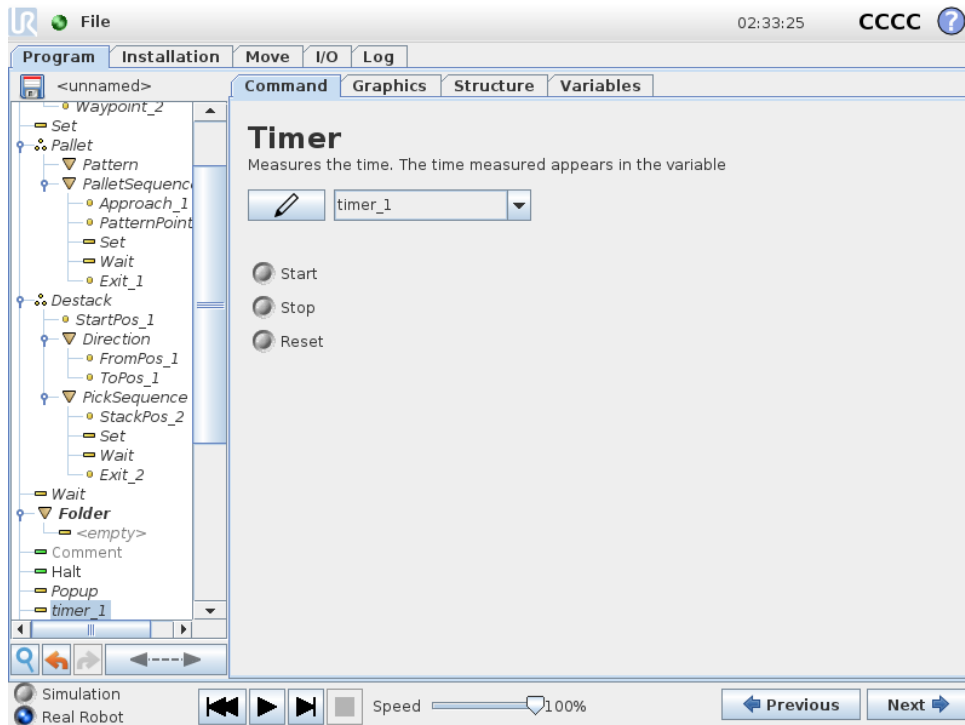 UR File 02:33:25 CCCC ?
Program Installation Move I/O Log
<unnamed>
Command Graphics Structure Variables
Waypoint_2
Set
Pallet
Pattern
PalletSequenc
Approach_1
PatternPoint
Set
Wait
Exit_1
Destack
StartPos_1
Direction
FromPos_1
ToPos_1
PickSequence
StackPos_2
Set
Wait
Exit_2
Wait
Folder
<empty>
Comment
Halt
Popup
timer_1
Timer
Measures the time. The time measured appears in the variable
timer_1
Start
Stop
Reset
Simulation
Real Robot
Speed 100%
Previous Next